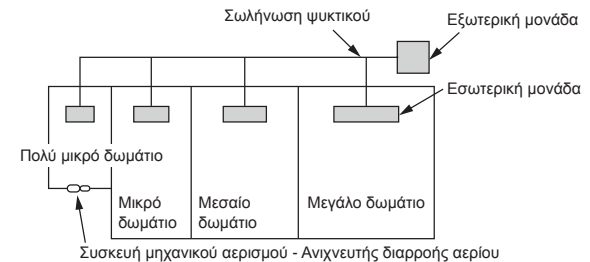 Σωλήνωση ψυκτικού
Εξωτερική μονάδα
Εσωτερική μονάδα
Πολύ μικρό δωμάτιο
Μικρό
δωμάτιο
Μεσαίο
δωμάτιο
Μεγάλο δωμάτιο
Συσκευή μηχανικού αερισμού - Ανιχνευτής διαρροής αερίου